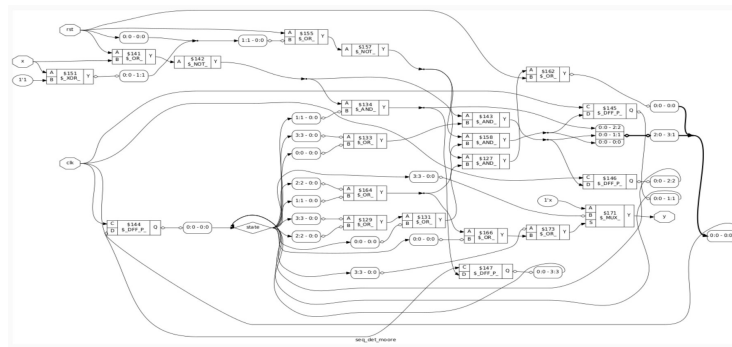 rst
0:0 - 0:0
1:1 - 0:0
A
B
$155
$_OR_
Y
A
$157
$_NOT_
Y
x
A
B
$141
$_OR_
Y
A
$142
$_NOT_
Y
1'1
A
B
$151
$_XOR_
Y
0:0 - 1:1
A
B
$162
$_OR_
Y
A
B
$134
$_AND_
Y
1:1 - 0:0
3:3 - 0:0
0:0 - 0:0
A
B
$133
$_OR_
Y
A
B
$143
$_AND_
Y
A
B
$158
$_AND_
Y
A
B
$127
$_AND_
Y
C
D
$145
$_DFF_P_
Q
0:0 - 0:0
0:0 - 2:2
0:0 - 1:1
0:0 - 0:0
2:0 - 3:1
clk
3:3 - 0:0
C
D
$146
$_DFF_P_
Q
0:0 - 2:2
0:0 - 1:1
2:2 - 0:0
1:1 - 0:0
A
B
$164
$_OR_
Y
3:3 - 0:0
2:2 - 0:0
A
B
$129
$_OR_
Y
A
B
$131
$_OR_
Y
1'x
A
B
S
$171
$_MUX_
Y
y
C
D
$144
$_DFF_P_
Q
0:0 - 0:0
state
0:0 - 0:0
0:0 - 0:0
A
B
$166
$_OR_
Y
A
B
$173
$_OR_
Y
0:0 - 0:0
3:3 - 0:0
C
D
$147
$_DFF_P_
Q
0:0 - 3:3
seq_det_moore